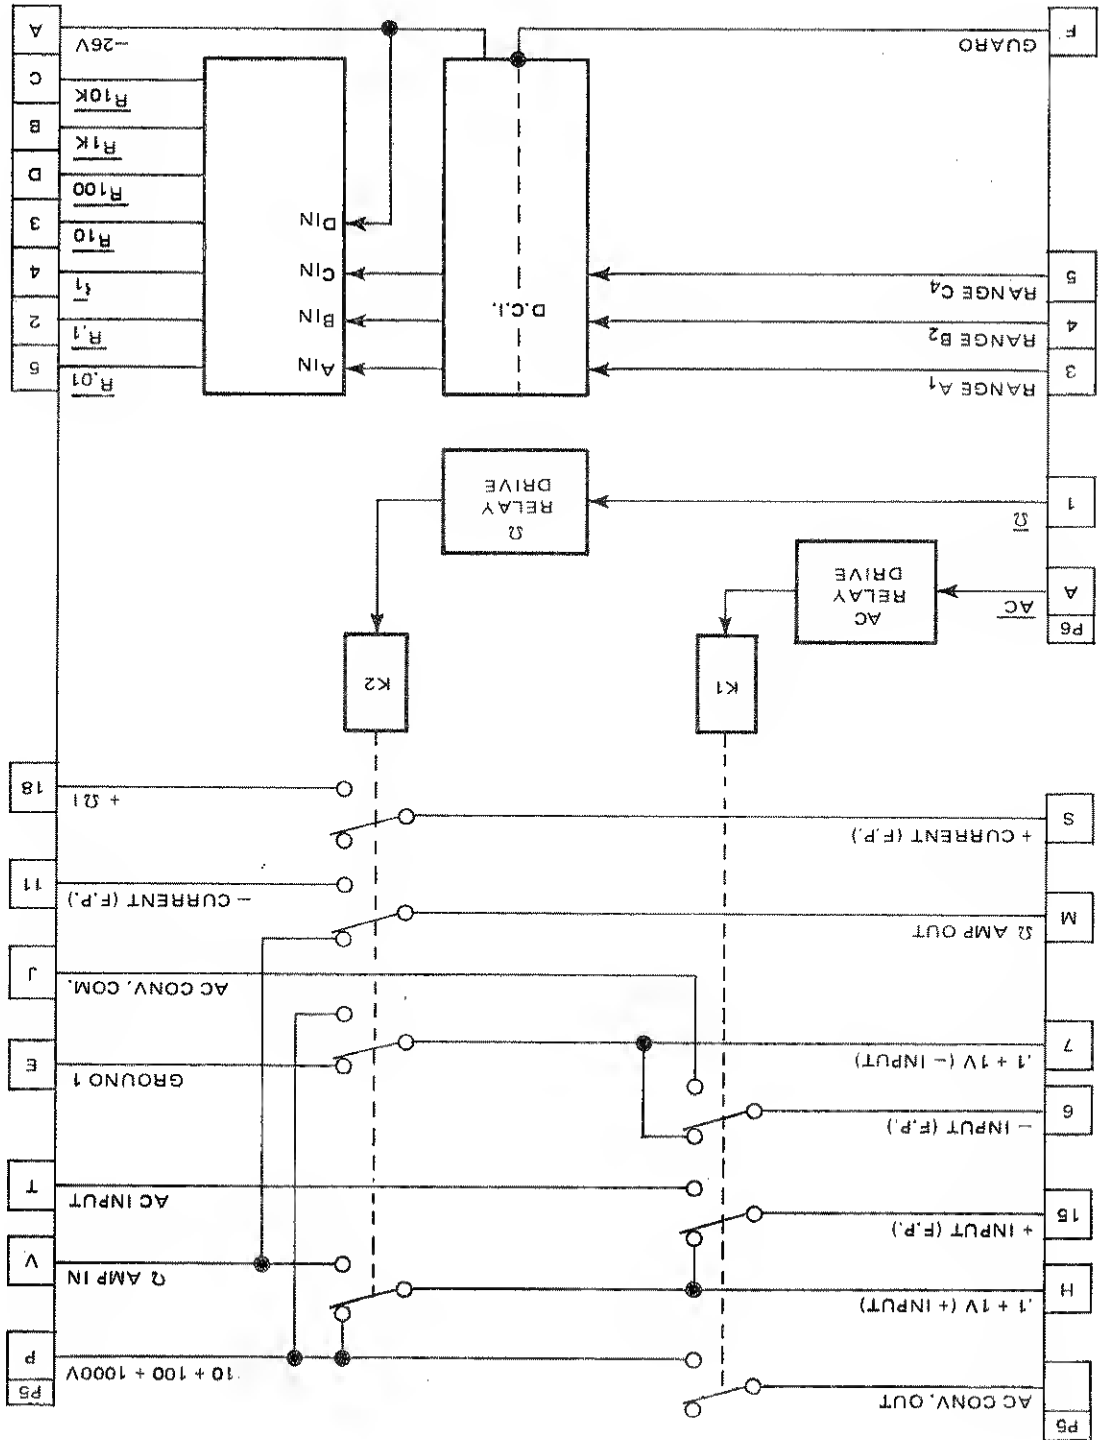 P5
P5
AC CONV. OUT
P
10 + 100 + 1000V
H
.1 + 1V (+ INPUT)
V
Ω AMP IN
15
+ INPUT (F.P.)
T
AC INPUT
6
− INPUT (F.P.)
7
.1 + 1V (− INPUT)
E
GROUNO 1
J
AC CONV. COM.
M
Ω AMP OUT
11
− CURRENT (F.P.)
S
+ CURRENT (F.P.)
18
+ Ω I
K1
K2
P6
A
AC
AC
RELAY
DRIVE
1
Ω
Ω
RELAY
DRIVE
3
RANGE A1
4
RANGE B2
5
RANGE C4
D.C.I.
AIN
BIN
CIN
DIN
R.01
5
R.1
2
1
4
R10
3
R100
D
R1K
B
R10K
C
−26V
A
F
GUARO